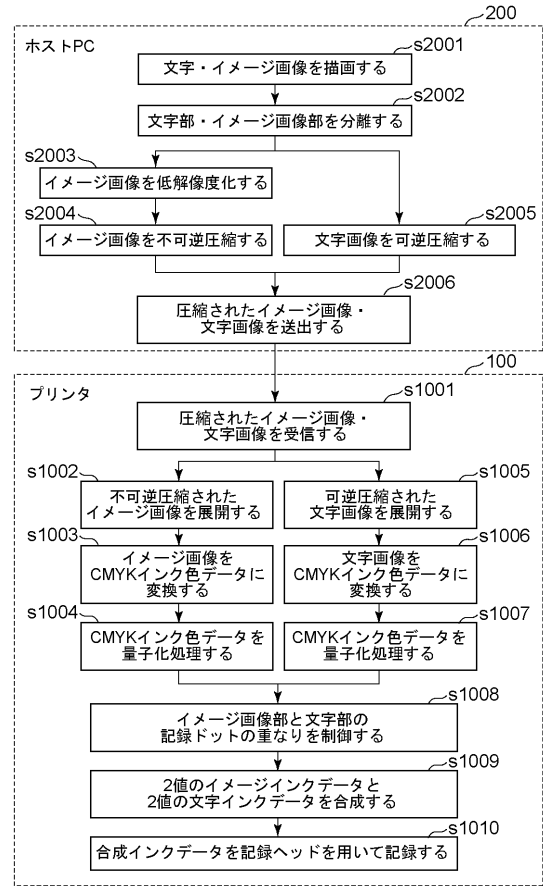 200
ホストPC
s2001
文字・イメージ画像を描画する
s2002
文字部・イメージ画像部を分離する
s2003
イメージ画像を低解像度化する
s2004
イメージ画像を不可逆圧縮する
s2005
文字画像を可逆圧縮する
s2006
圧縮されたイメージ画像・
文字画像を送出する
100
プリンタ
s1001
圧縮されたイメージ画像・
文字画像を受信する
s1002
不可逆圧縮された
イメージ画像を展開する
s1005
可逆圧縮された
文字画像を展開する
s1003
イメージ画像を
CMYKインク色データに
変換する
s1006
文字画像を
CMYKインク色データに
変換する
s1004
CMYKインク色データを
量子化処理する
s1007
CMYKインク色データを
量子化処理する
s1008
イメージ画像部と文字部の
記録ドットの重なりを制御する
s1009
2値のイメージインクデータと
2値の文字インクデータを合成する
s1010
合成インクデータを記録ヘッドを用いて記録する